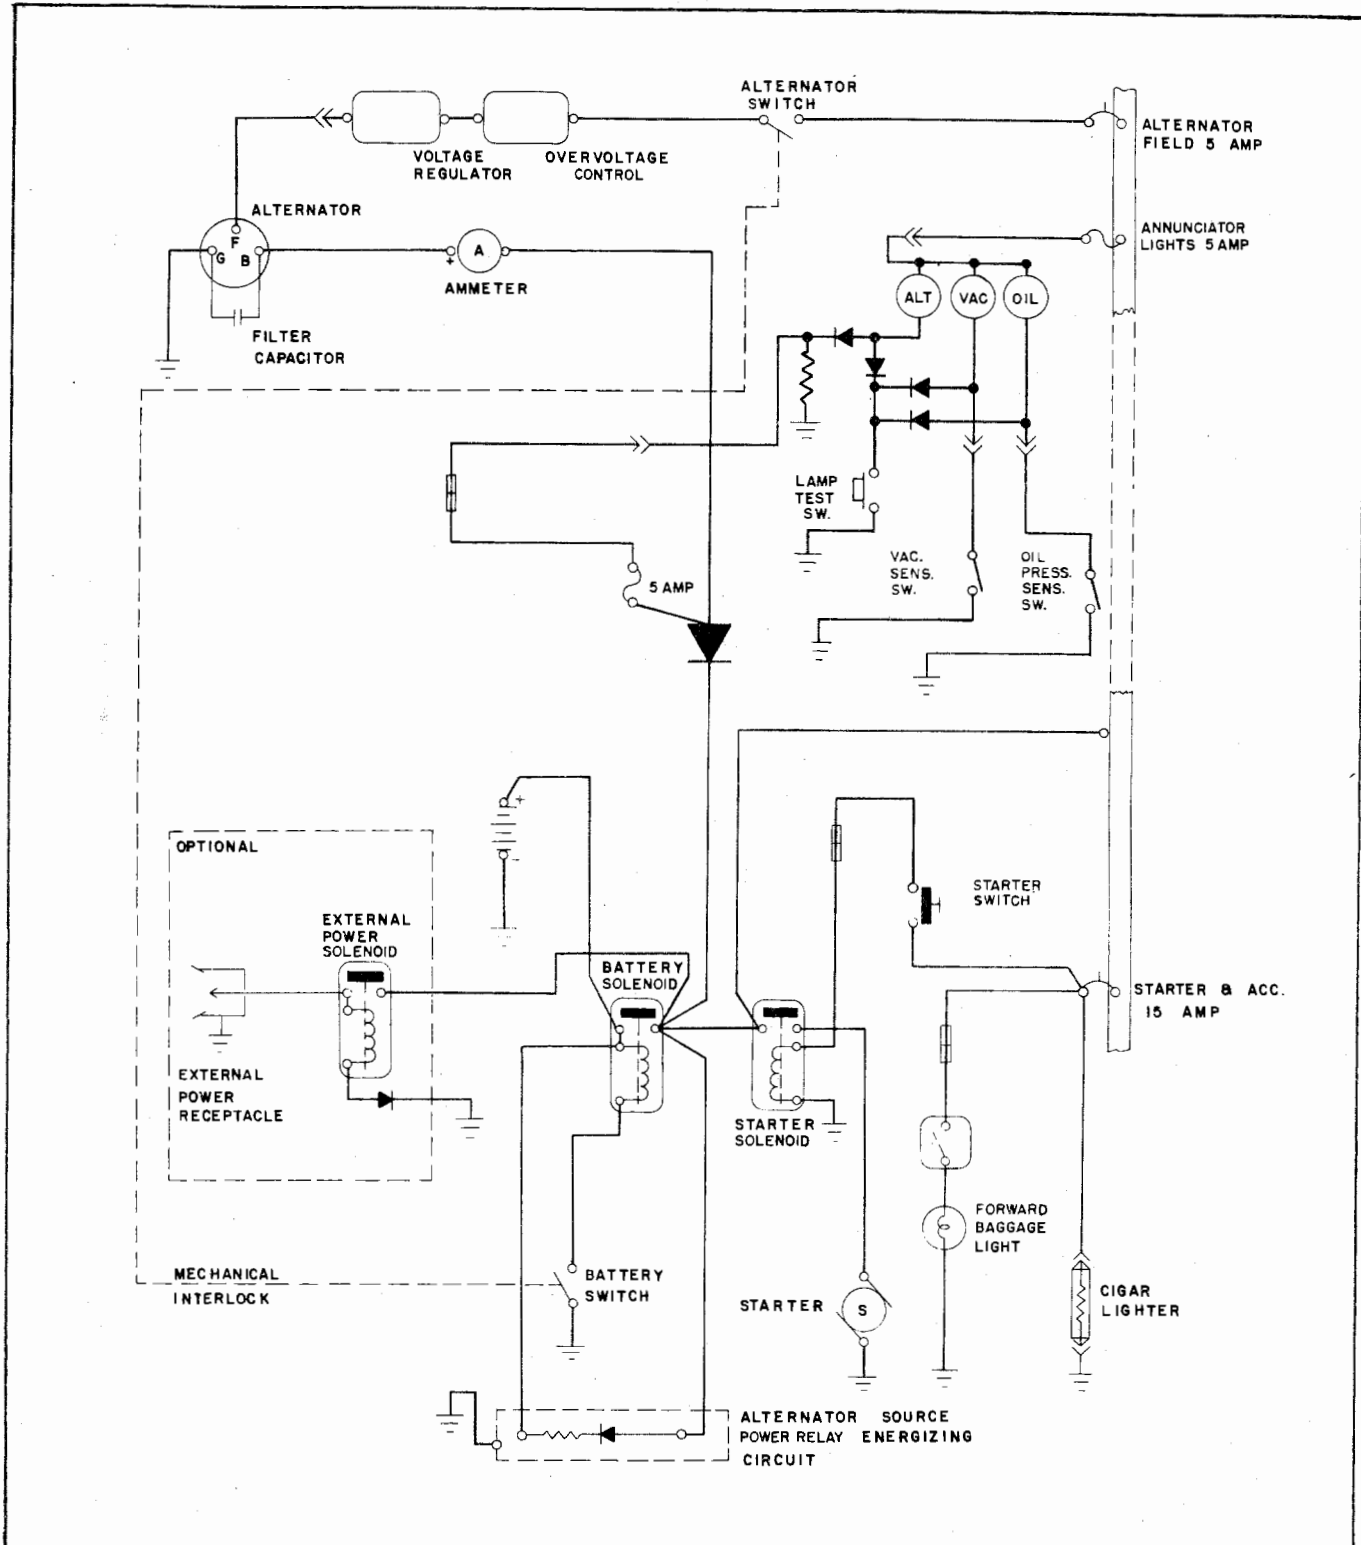 ALTERNATOR
SWITCH
ALTERNATOR
FIELD 5 AMP
VOLTAGE
REGULATOR
OVERVOLTAGE
CONTROL
ALTERNATOR
F
G
B
A
+
AMMETER
FILTER
CAPACITOR
ANNUNCIATOR
LIGHTS 5 AMP
ALT
VAC
OIL
LAMP
TEST
SW.
5 AMP
VAC.
SENS.
SW.
OIL
PRESS.
SENS.
SW.
+
-
OPTIONAL
EXTERNAL
POWER
SOLENOID
BATTERY
SOLENOID
STARTER
SWITCH
STARTER & ACC.
15 AMP
EXTERNAL
POWER
RECEPTACLE
STARTER
SOLENOID
FORWARD
BAGGAGE
LIGHT
MECHANICAL
INTERLOCK
BATTERY
SWITCH
STARTER
S
CIGAR
LIGHTER
ALTERNATOR SOURCE
POWER RELAY ENERGIZING
CIRCUIT